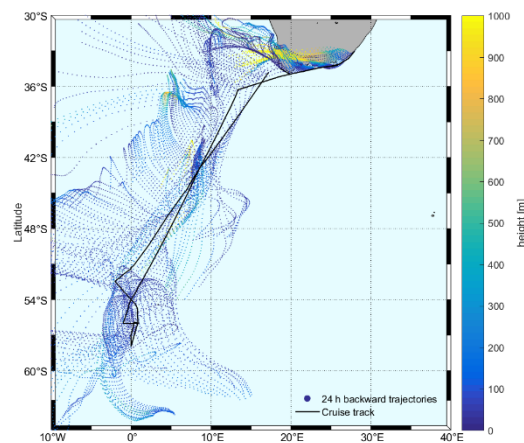 30°S
36°S
42°S
48°S
54°S
60°S
Latitude
10°W
0°
10°E
20°E
30°E
40°E
24 h backward trajectories
Cruise track
1000
900
800
700
600
500
400
300
200
100
0
height [m]